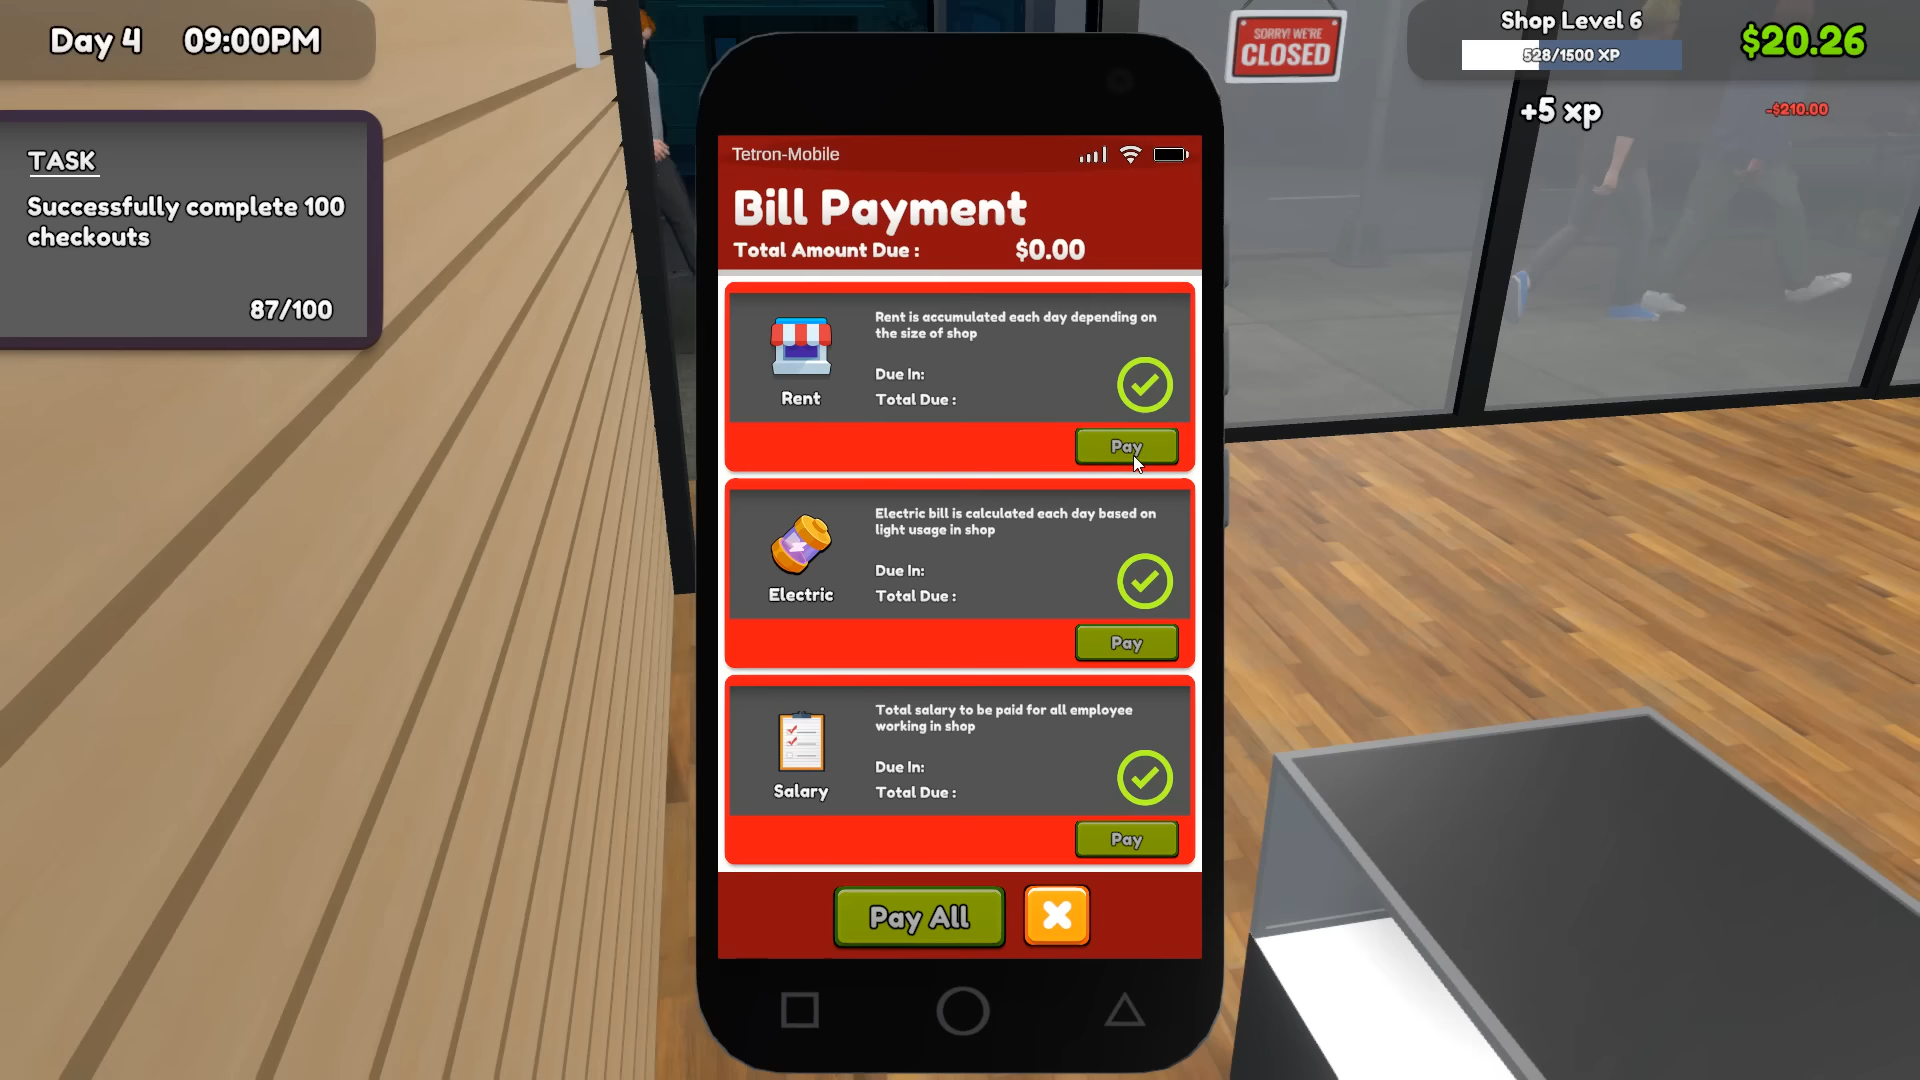 Day 4 09:00PM
TASK
Successfully complete 100
checkouts
87/100
SORRY! WE'RE
CLOSED
Shop Level 6
528/1500 XP
$20.26
+5 xp
-$210.00
Tetron-Mobile
Bill Payment
Total Amount Due : $0.00
Rent is accumulated each day depending on
the size of shop
Due In:
Total Due :
Rent
Pay
Electric bill is calculated each day based on
light usage in shop
Due In:
Total Due :
Electric
Pay
Total salary to be paid for all employee
working in shop
Due In:
Total Due :
Salary
Pay
Pay All